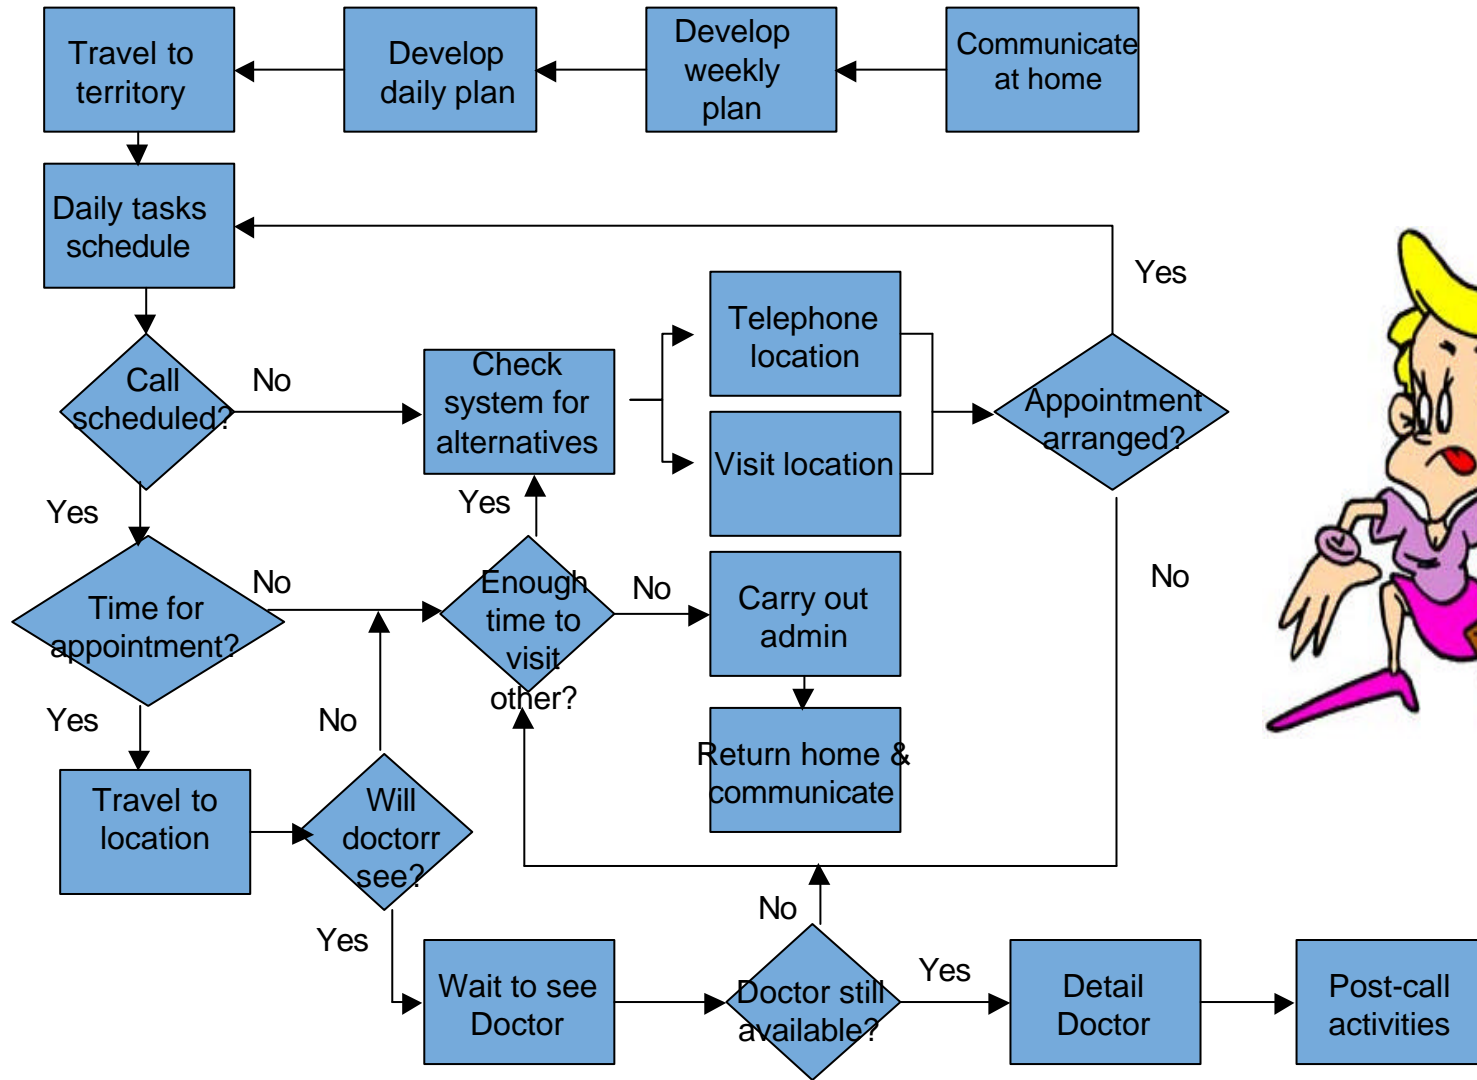 Travel to
territory
Develop
daily plan
Develop
weekly
plan
Communicate
at home
Daily tasks
schedule
Yes
Telephone
location
Call
scheduled?
No
Check
system for
alternatives
Appointment
arranged?
Visit location
Yes
Yes
Time for
appointment?
No
Enough
time to
visit
other?
No
Carry out
admin
No
Yes
No
Return home &
communicate
Travel to
location
Will
doctorr
see?
No
Yes
Wait to see
Doctor
Doctor still
available?
Yes
Detail
Doctor
Post-call
activities